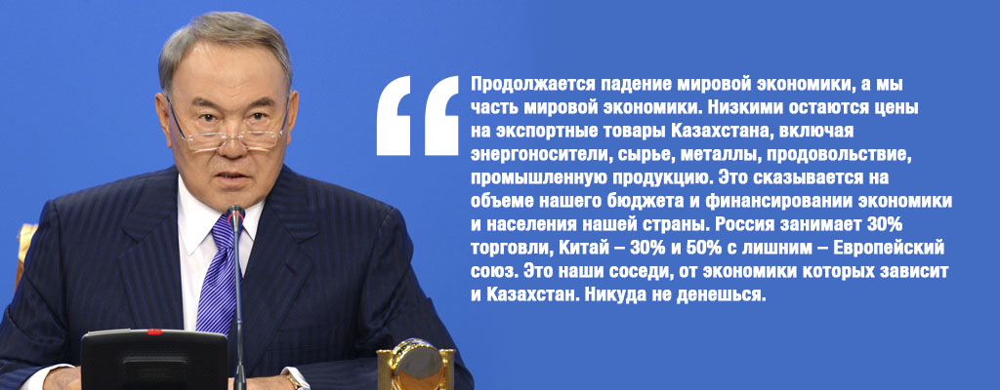 Продолжается падение мировой экономики, а мы
часть мировой экономики. Низкими остаются цены
на экспортные товары Казахстана, включая
энергоносители, сырье, металлы, продовольствие,
промышленную продукцию. Это сказывается на
объеме нашего бюджета и финансировании экономики
и населения нашей страны. Россия занимает 30%
торговли, Китай – 30% и 50% с лишним – Европейский
союз. Это наши соседи, от экономики которых зависит
и Казахстан. Никуда не денешься.